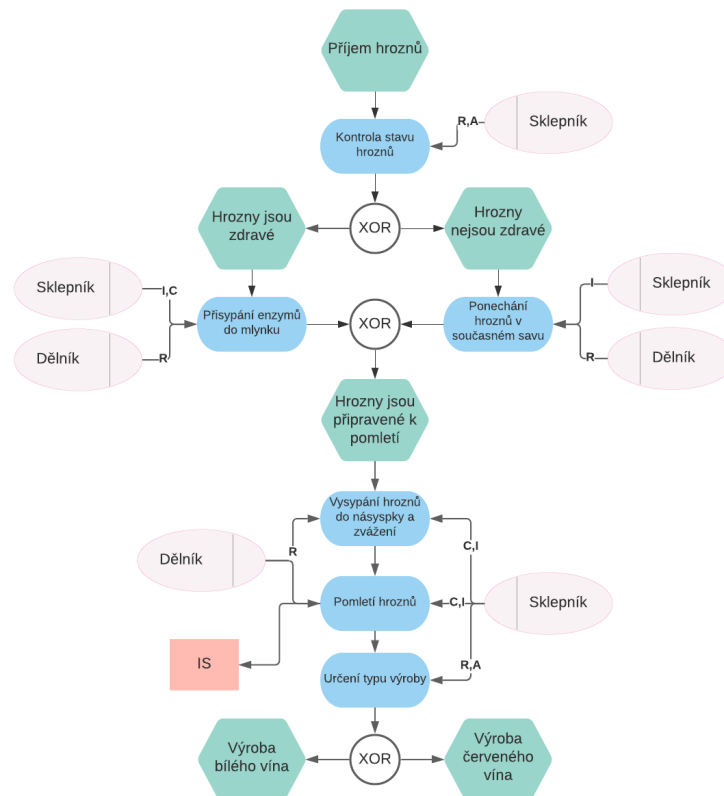 Příjem hroznů
Kontrola stavu
hroznů
R,A
Sklepník
XOR
Hrozny jsou
zdravé
Hrozny
nejsou zdravé
Sklepník
I,C
Dělník
R
Přisypání enzymů
do mlynku
XOR
Ponechání
hroznů v
současném savu
I
Sklepník
R
Dělník
Hrozny jsou
připravené k
pomletí
Vysypání hroznů
do násypky a
zvážení
R
C,I
Dělník
Pomletí hroznů
C,I
Sklepník
IS
Určení typu výroby
R,A
XOR
Výroba
bílého vína
Výroba
červeného
vína